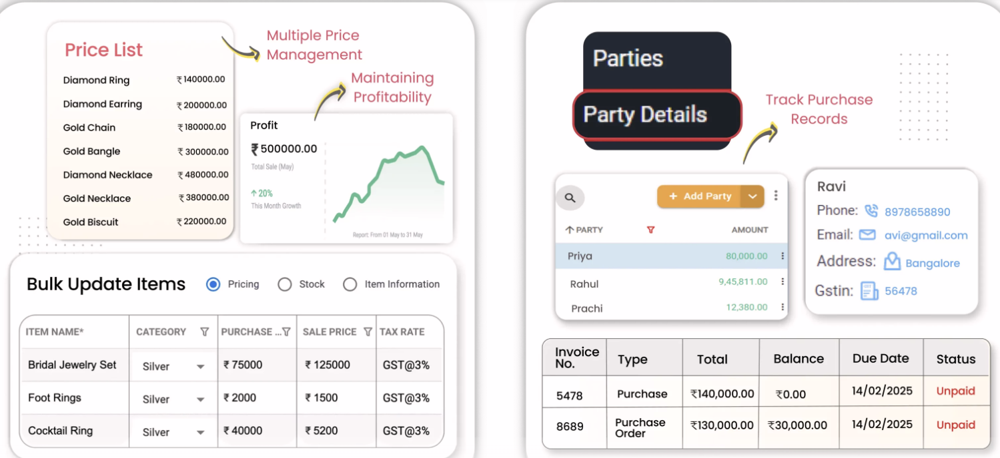 Price List
Diamond Ring ₹140000.00
Diamond Earring ₹200000.00
Gold Chain ₹180000.00
Gold Bangle ₹300000.00
Diamond Necklace ₹480000.00
Gold Necklace ₹380000.00
Gold Biscuit ₹220000.00
Multiple Price
Management
Maintaining
Profitability
Profit
₹500000.00
Total Sale (May)
↑ 20%
This Month Growth
Report: From 01 May to 31 May
Bulk Update Items Pricing Stock Item Information
ITEM NAME* CATEGORY PURCHASE ... SALE PRICE TAX RATE
Bridal Jewelry Set Silver ₹ 75000 ₹ 125000 GST@3%
Foot Rings Silver ₹ 2000 ₹ 1500 GST@3%
Cocktail Ring Silver ₹ 40000 ₹ 5200 GST@3%
Parties
Party Details
Track Purchase
Records
+ Add Party
↑ PARTY AMOUNT
Priya 80,000.00
Rahul 9,45,811.00
Prachi 12,380.00
Ravi
Phone: 8978658890
Email: avi@gmail.com
Address: Bangalore
Gstin: 56478
Invoice No. Type Total Balance Due Date Status
5478 Purchase ₹140,000.00 ₹0.00 14/02/2025 Unpaid
8689 Purchase Order ₹130,000.00 ₹30,000.00 14/02/2025 Unpaid